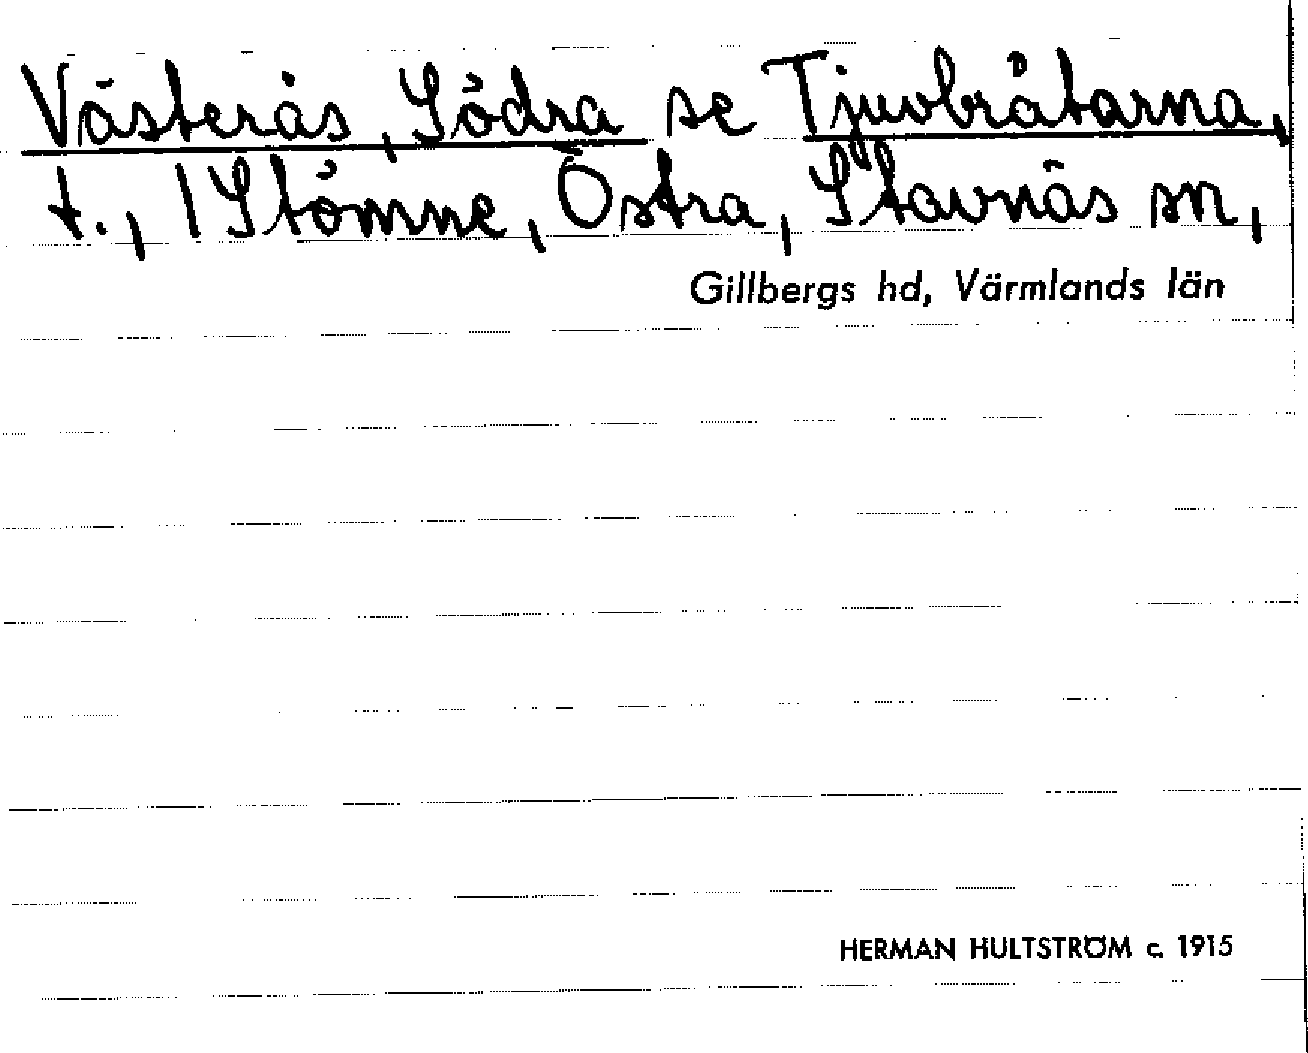 Västerås, Södra se Tjuvbråtarna,
t., / Stömne, Östra, Stavnäs sn,
Gillbergs hd, Värmlands län
HERMAN HULTSTRÖM c. 1915